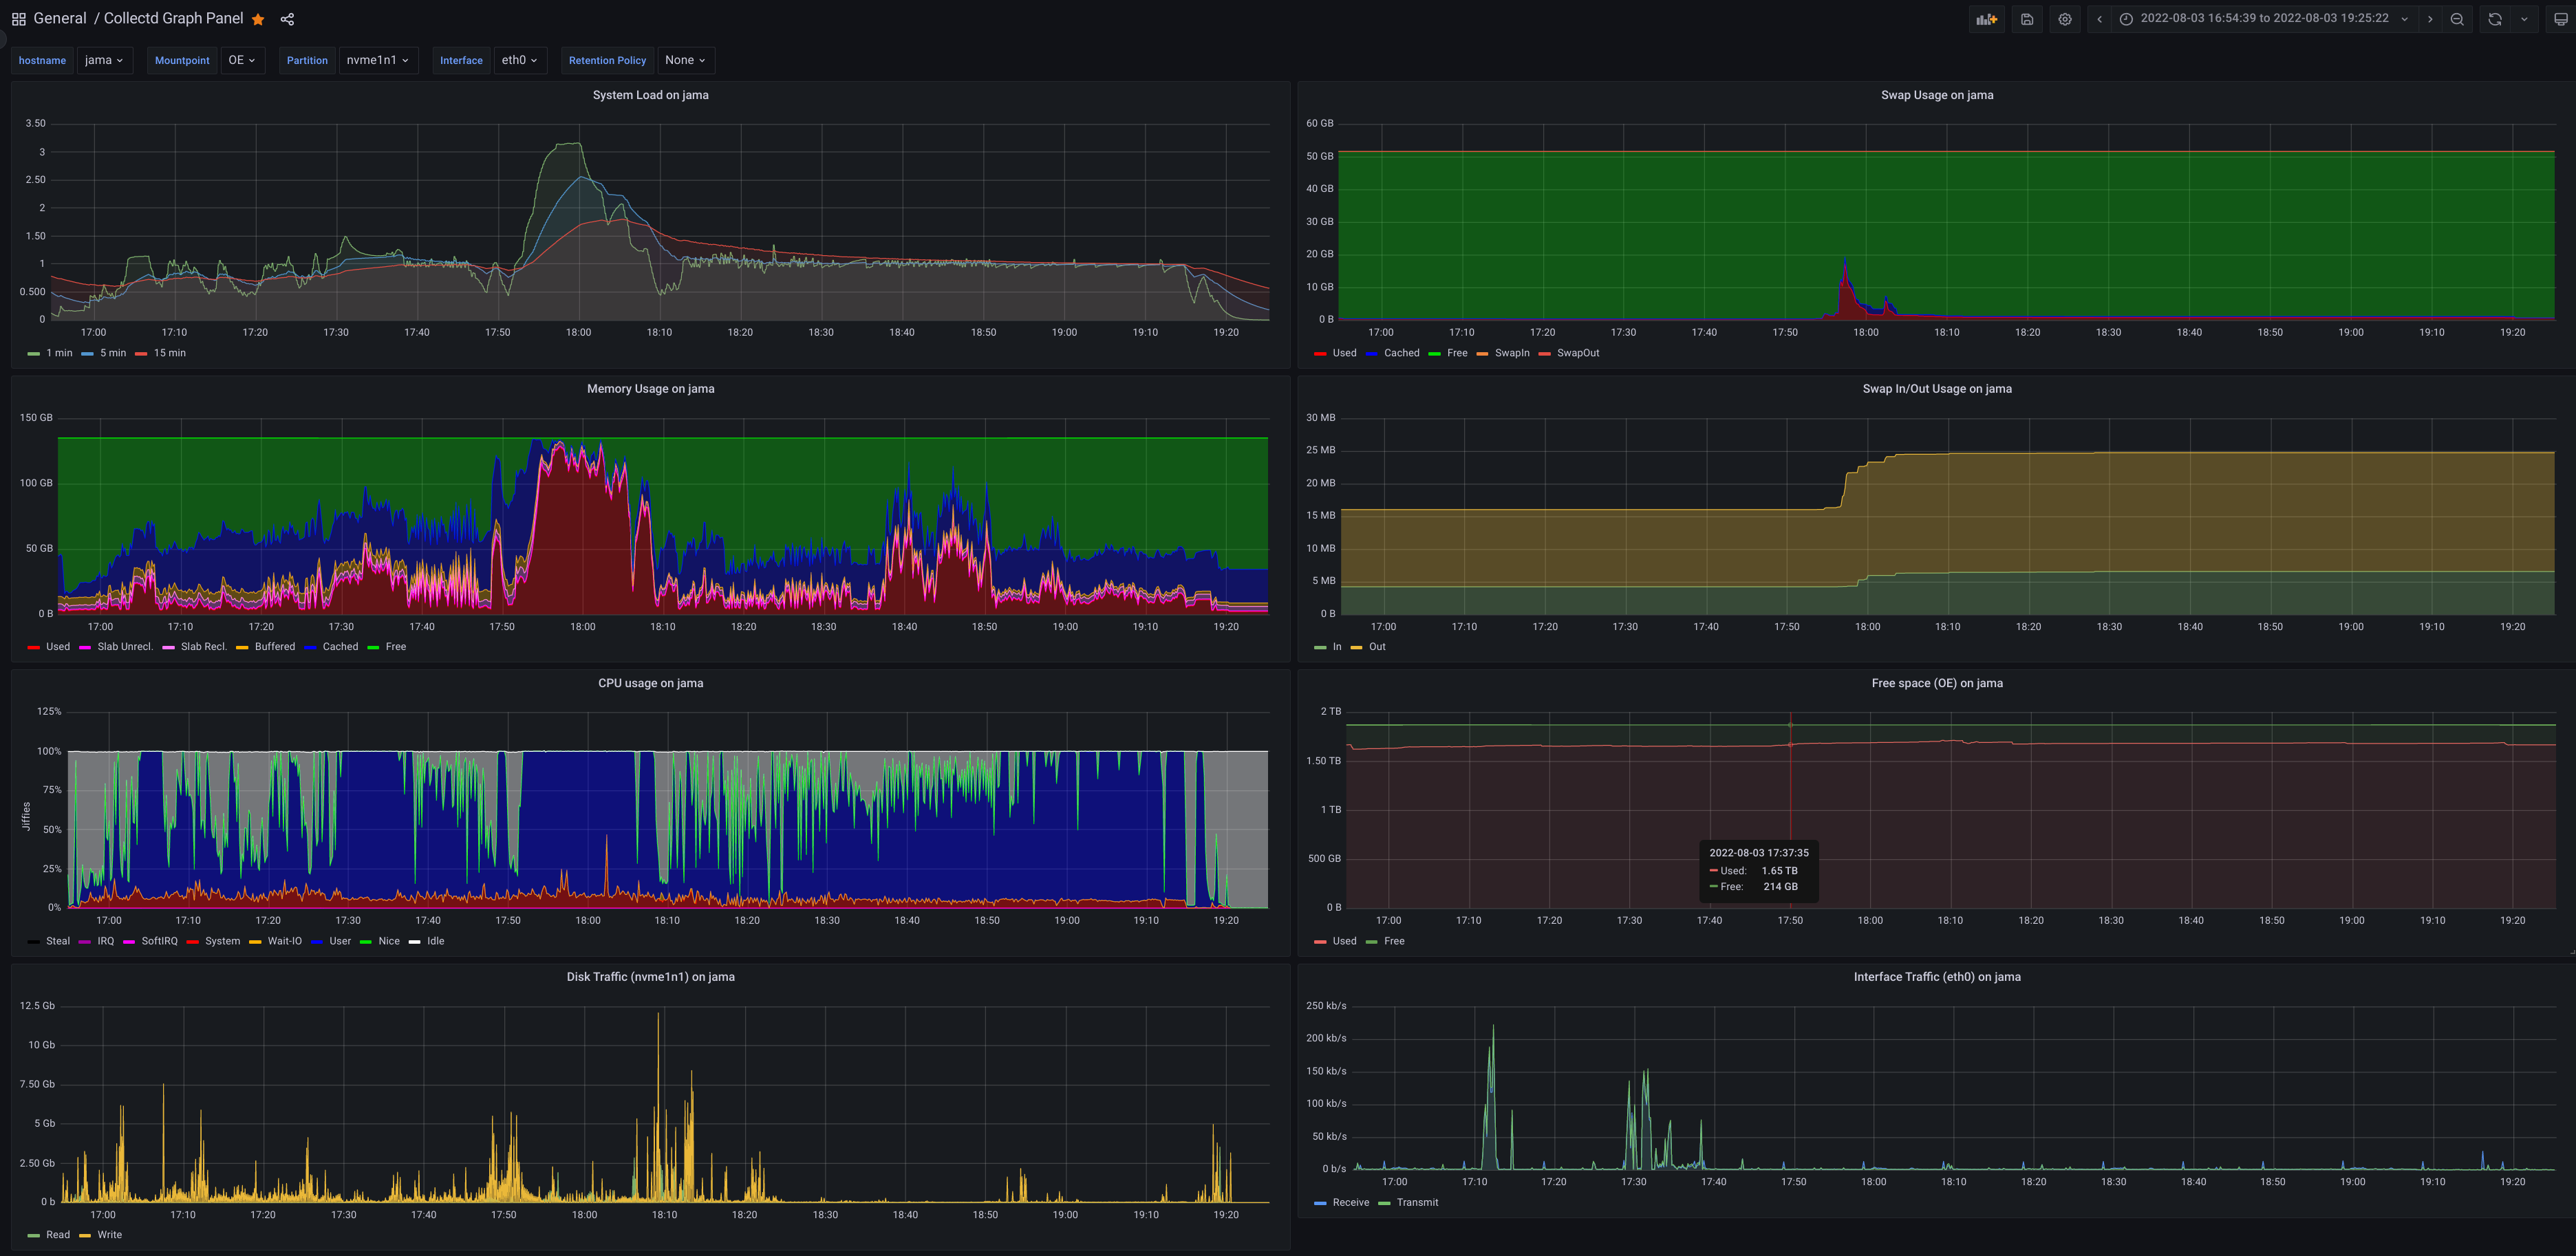 General / Collectd Graph Panel
2022-08-03 16:54:39 to 2022-08-03 19:25:22
hostname jama Mountpoint OE Partition nvme1n1 Interface eth0 Retention Policy None
System Load on jama
3.50
3
2.50
2
1.50
1
0.500
0
17:00 17:10 17:20 17:30 17:40 17:50 18:00 18:10 18:20 18:30 18:40 18:50 19:00 19:10 19:20
1 min 5 min 15 min
Swap Usage on jama
60 GB
50 GB
40 GB
30 GB
20 GB
10 GB
0 B
17:00 17:10 17:20 17:30 17:40 17:50 18:00 18:10 18:20 18:30 18:40 18:50 19:00 19:10 19:20
Used Cached Free SwapIn SwapOut
Memory Usage on jama
150 GB
100 GB
50 GB
0 B
17:00 17:10 17:20 17:30 17:40 17:50 18:00 18:10 18:20 18:30 18:40 18:50 19:00 19:10 19:20
Used Slab Unrecl. Slab Recl. Buffered Cached Free
Swap In/Out Usage on jama
30 MB
25 MB
20 MB
15 MB
10 MB
5 MB
0 B
17:00 17:10 17:20 17:30 17:40 17:50 18:00 18:10 18:20 18:30 18:40 18:50 19:00 19:10 19:20
In Out
CPU usage on jama
Jiffies
125%
100%
75%
50%
25%
0%
17:00 17:10 17:20 17:30 17:40 17:50 18:00 18:10 18:20 18:30 18:40 18:50 19:00 19:10 19:20
Steal IRQ SoftIRQ System Wait-IO User Nice Idle
Free space (OE) on jama
2 TB
1.50 TB
1 TB
500 GB
0 B
2022-08-03 17:37:35
Used: 1.65 TB
Free: 214 GB
17:00 17:10 17:20 17:30 17:40 17:50 18:00 18:10 18:20 18:30 18:40 18:50 19:00 19:10 19:20
Used Free
Disk Traffic (nvme1n1) on jama
12.5 Gb
10 Gb
7.50 Gb
5 Gb
2.50 Gb
0 b
17:00 17:10 17:20 17:30 17:40 17:50 18:00 18:10 18:20 18:30 18:40 18:50 19:00 19:10 19:20
Read Write
Interface Traffic (eth0) on jama
250 kb/s
200 kb/s
150 kb/s
100 kb/s
50 kb/s
0 b/s
17:00 17:10 17:20 17:30 17:40 17:50 18:00 18:10 18:20 18:30 18:40 18:50 19:00 19:10 19:20
Receive Transmit